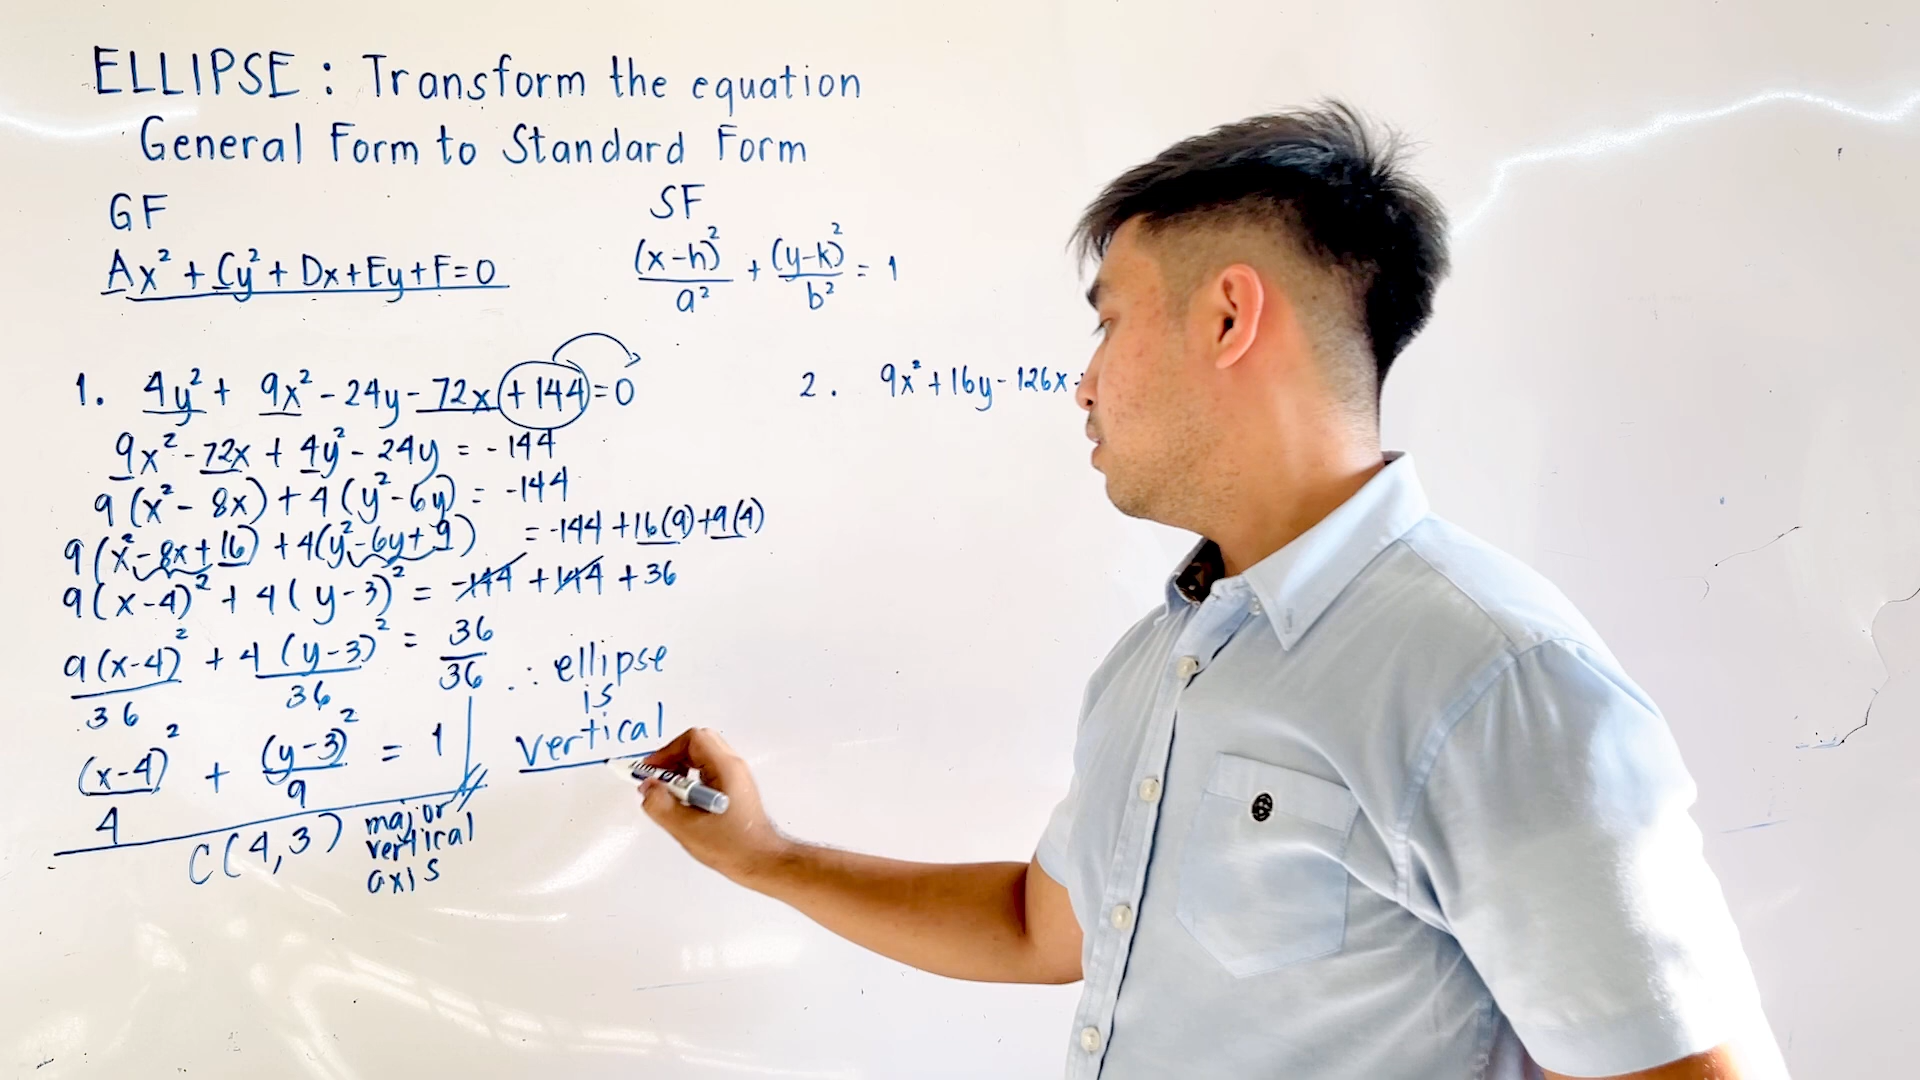 ELLIPSE : Transform the equation
General Form to Standard Form
GF
Ax² + Cy² + Dx + Ey + F = 0
SF
(x-h)²/a² + (y-k)²/b² = 1
1. 4y² + 9x² - 24y - 72x + 144 = 0
9x² - 72x + 4y² - 24y = -144
9(x² - 8x) + 4(y² - 6y) = -144
9(x² - 8x + 16) + 4(y² - 6y + 9) = -144 + 16(9) + 9(4)
9(x-4)² + 4(y-3)² = -144 + 144 + 36
9(x-4)²/36 + 4(y-3)²/36 = 36/36
(x-4)²/4 + (y-3)²/9 = 1
C(4,3)
major
vertical
axis
∴ ellipse
is
vertical
2. 9x² + 16y - 126x